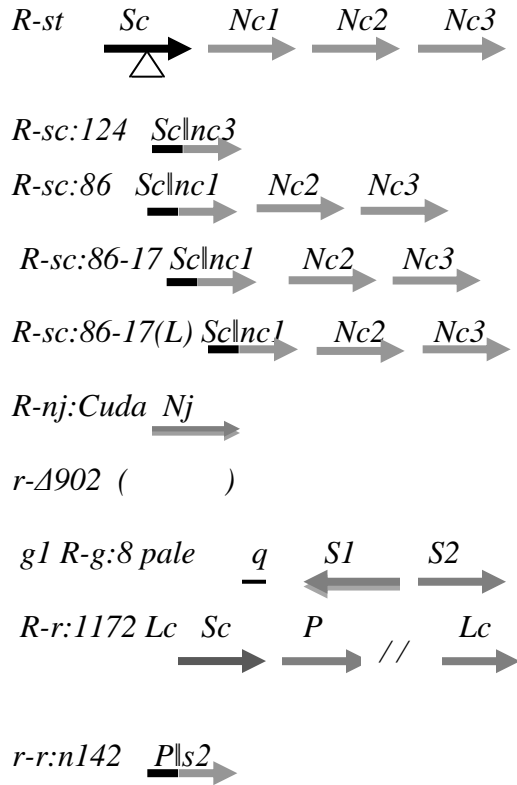 R-st Sc Nc1 Nc2 Nc3
R-sc:124 Sc||nc3
R-sc:86 Sc||nc1 Nc2 Nc3
R-sc:86-17 Sc||nc1 Nc2 Nc3
R-sc:86-17(L) Sc||nc1 Nc2 Nc3
R-nj:Cuda Nj
r-Δ902 ( )
g1 R-g:8 pale q S1 S2
R-r:1172 Lc Sc P // Lc
r-r:n142 P||s2